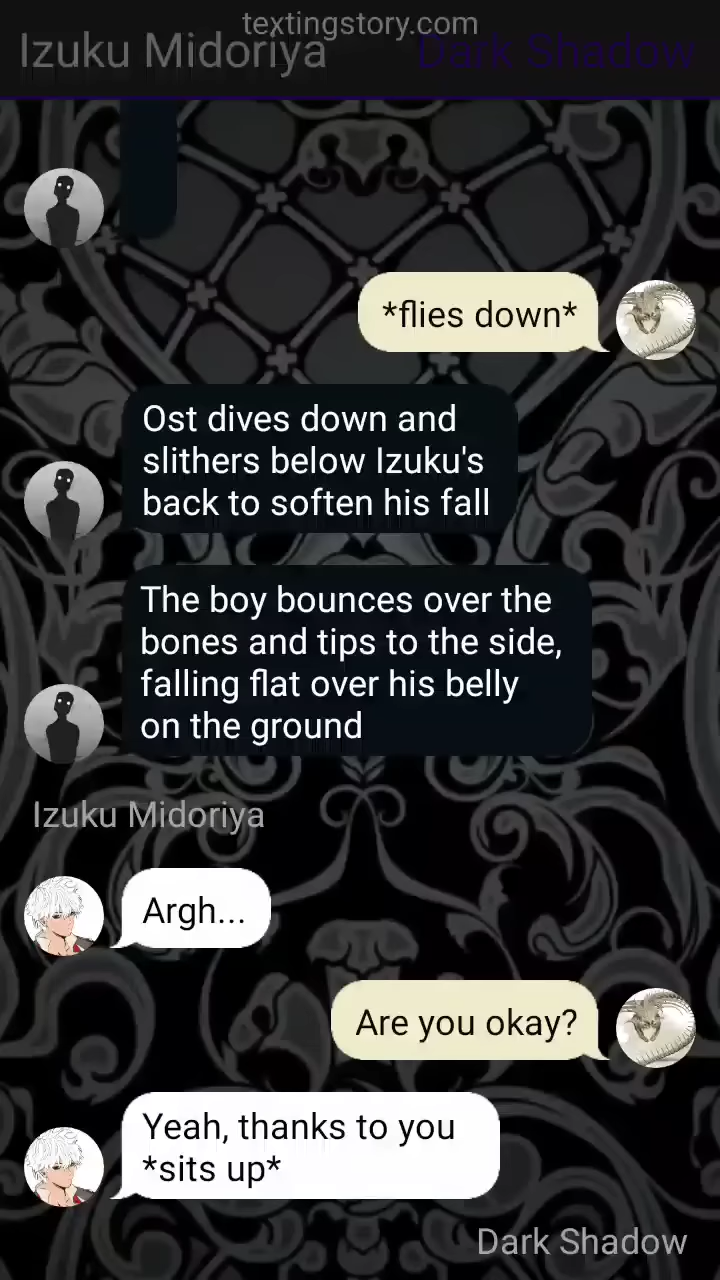 textingstory.com
Izuku Midoriya
Dark Shadow
*flies down*
Ost dives down and
slithers below Izuku's
back to soften his fall
The boy bounces over the
bones and tips to the side,
falling flat over his belly
on the ground
Izuku Midoriya
Argh...
Are you okay?
Yeah, thanks to you
*sits up*
Dark Shadow